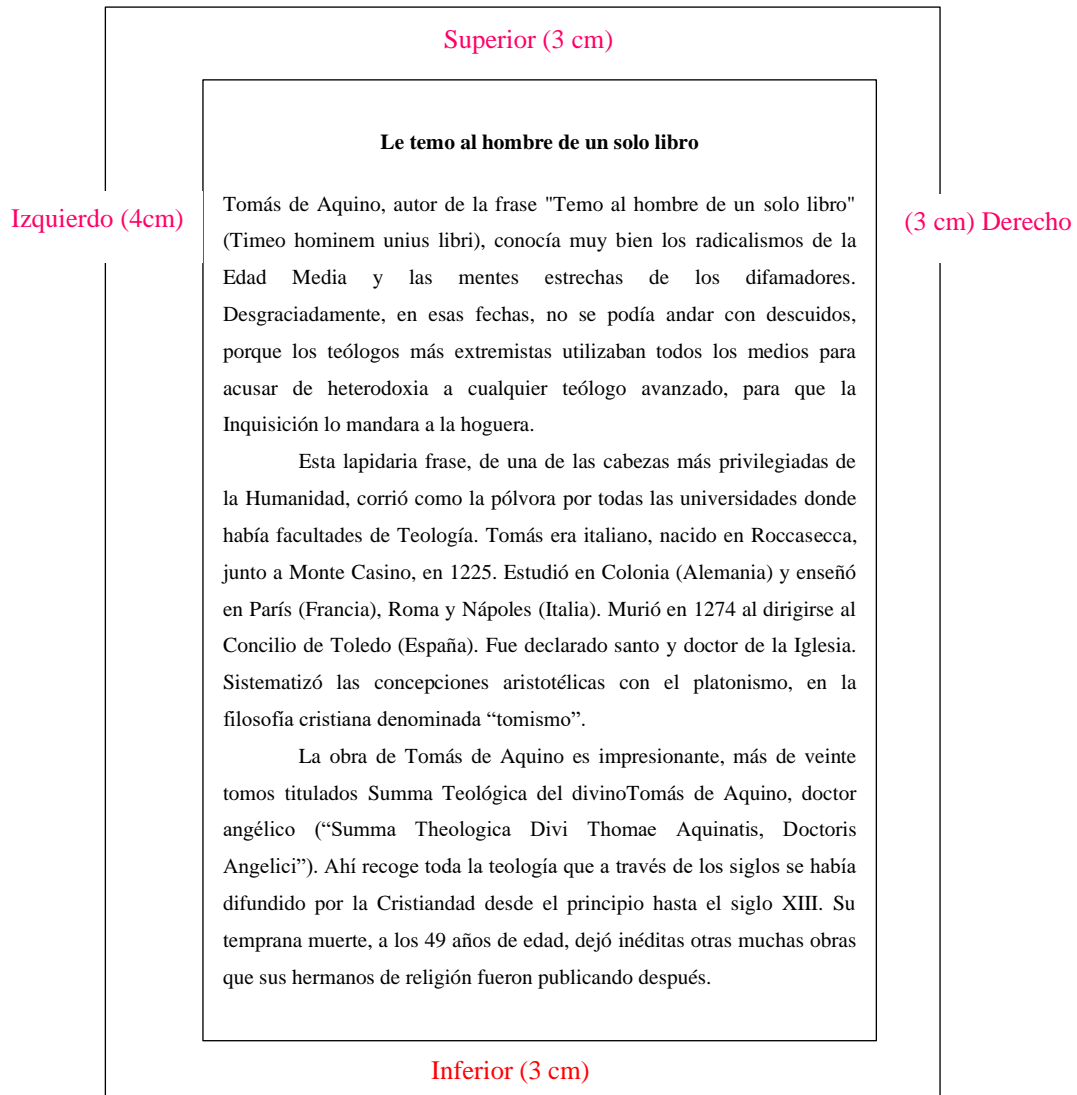 Superior (3 cm)
Le temo al hombre de un solo libro
Izquierdo (4cm)
(3 cm) Derecho
Tomás de Aquino, autor de la frase "Temo al hombre de un solo libro"
(Timeo hominem unius libri), conocía muy bien los radicalismos de la
Edad Media y las mentes estrechas de los difamadores.
Desgraciadamente, en esas fechas, no se podía andar con descuidos,
porque los teólogos más extremistas utilizaban todos los medios para
acusar de heterodoxia a cualquier teólogo avanzado, para que la
Inquisición lo mandara a la hoguera.
Esta lapidaria frase, de una de las cabezas más privilegiadas de
la Humanidad, corrió como la pólvora por todas las universidades donde
había facultades de Teología. Tomás era italiano, nacido en Roccasecca,
junto a Monte Casino, en 1225. Estudió en Colonia (Alemania) y enseñó
en París (Francia), Roma y Nápoles (Italia). Murió en 1274 al dirigirse al
Concilio de Toledo (España). Fue declarado santo y doctor de la Iglesia.
Sistematizó las concepciones aristotélicas con el platonismo, en la
filosofía cristiana denominada “tomismo”.
La obra de Tomás de Aquino es impresionante, más de veinte
tomos titulados Summa Teológica del divinoTomás de Aquino, doctor
angélico (“Summa Theologica Divi Thomae Aquinatis, Doctoris
Angelici”). Ahí recoge toda la teología que a través de los siglos se había
difundido por la Cristiandad desde el principio hasta el siglo XIII. Su
temprana muerte, a los 49 años de edad, dejó inéditas otras muchas obras
que sus hermanos de religión fueron publicando después.
Inferior (3 cm)